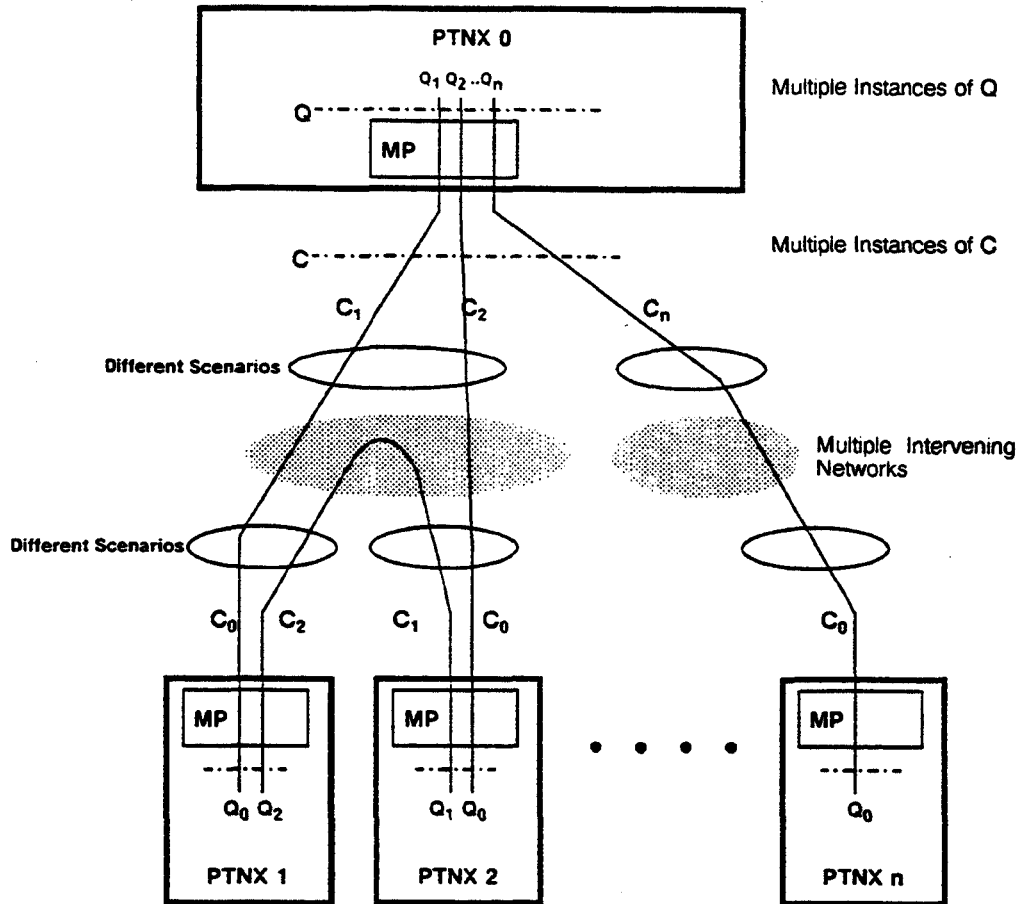 PTNX 0
Q1 Q2 ..Qn
Multiple Instances of Q
Q
MP
Multiple Instances of C
C
C1
C2
Cn
Different Scenarios
Multiple Intervening
Networks
Different Scenarios
C0
C2
C1
C0
C0
MP
MP
MP
Q0 Q2
Q1 Q0
Q0
PTNX 1
PTNX 2
PTNX n